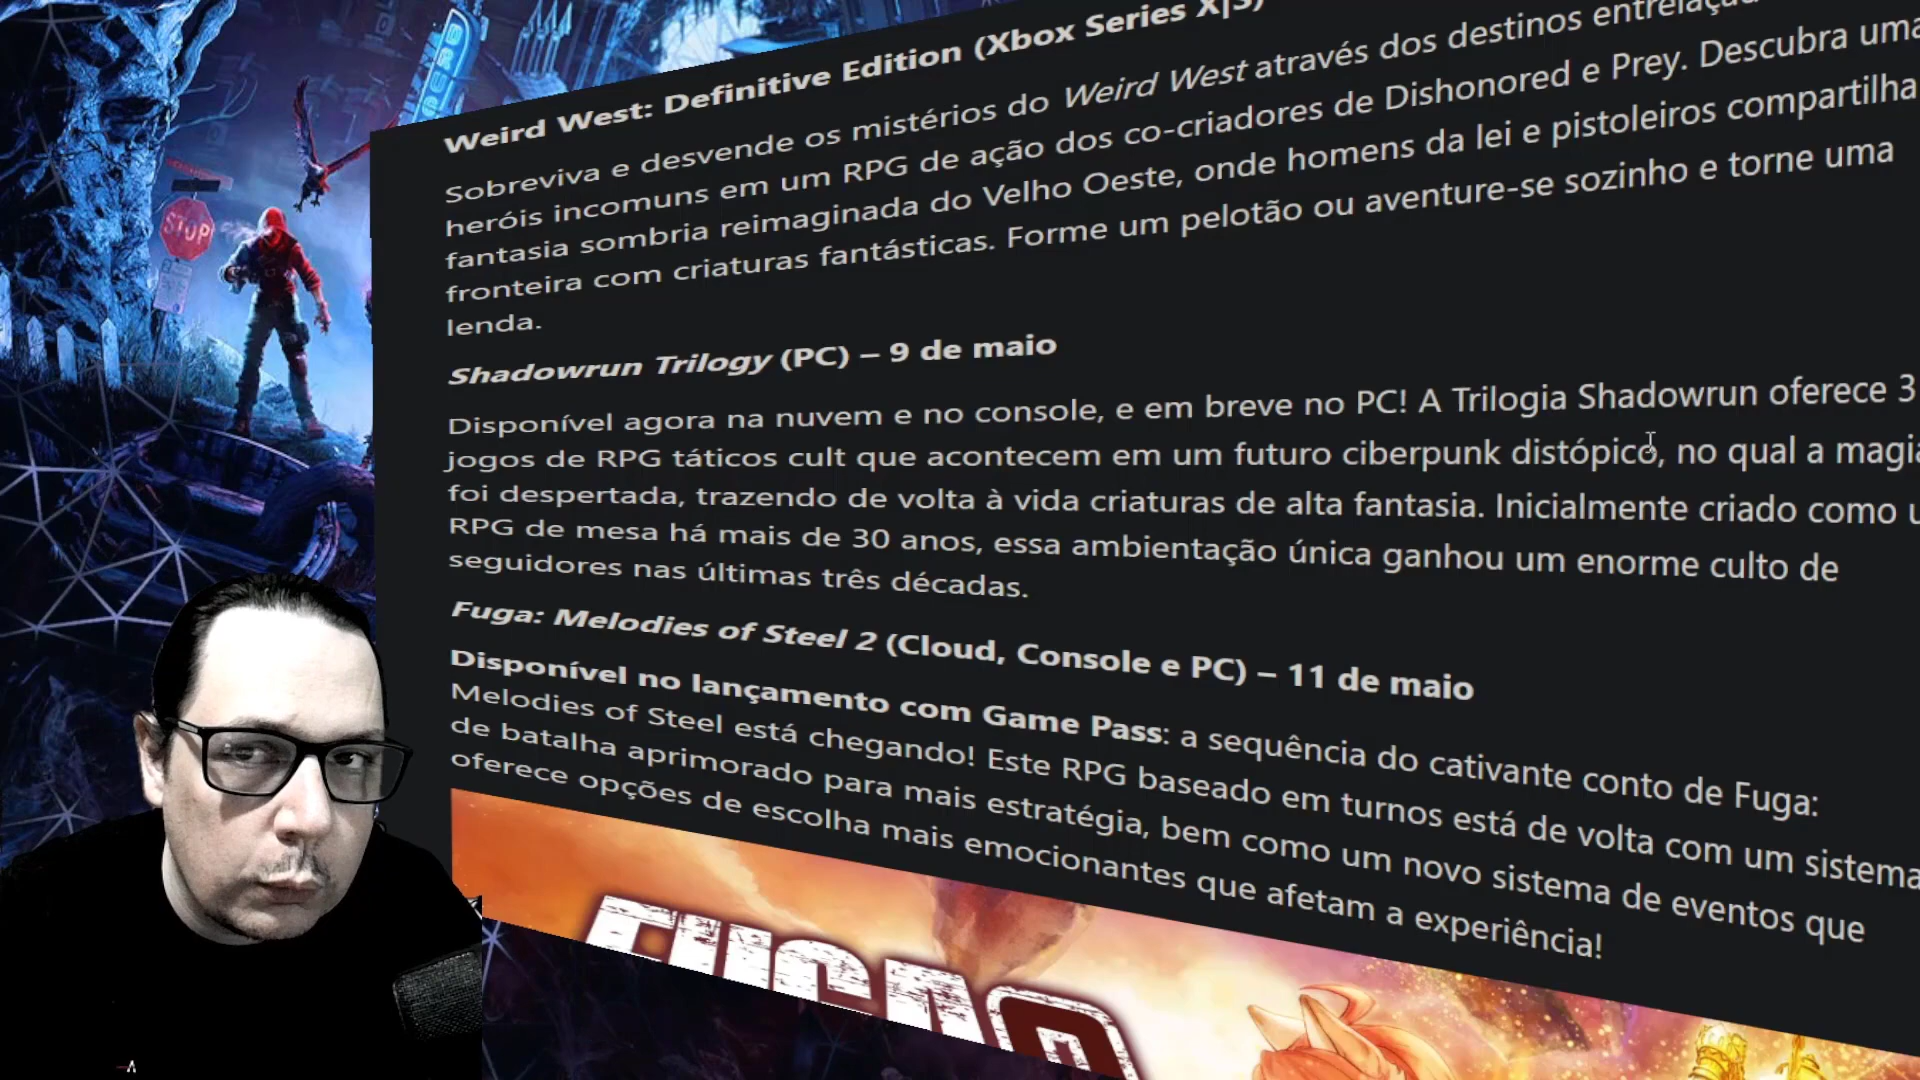 Weird West: Definitive Edition (Xbox Series X|S)
Sobreviva e desvende os mistérios do Weird West através dos destinos
heróis incomuns em um RPG de ação dos co-criadores de Dishonored e Prey. Descubra uma
fantasia sombria reimaginada do Velho Oeste, onde homens da lei e pistoleiros compartilha
fronteira com criaturas fantásticas. Forme um pelotão ou aventure-se sozinho e torne uma
lenda.
Shadowrun Trilogy (PC) – 9 de maio
Disponível agora na nuvem e no console, e em breve no PC! A Trilogia Shadowrun oferece 3
jogos de RPG táticos cult que acontecem em um futuro ciberpunk distópico, no qual a magia
foi despertada, trazendo de volta à vida criaturas de alta fantasia. Inicialmente criado como
RPG de mesa há mais de 30 anos, essa ambientação única ganhou um enorme culto de
seguidores nas últimas três décadas.
Fuga: Melodies of Steel 2 (Cloud, Console e PC) – 11 de maio
Disponível no lançamento com Game Pass: a sequência do cativante conto de Fuga:
Melodies of Steel está chegando! Este RPG baseado em turnos está de volta com um sistema
de batalha aprimorado para mais estratégia, bem como um novo sistema de eventos que
oferece opções de escolha mais emocionantes que afetam a experiência!
STOP
FUGA